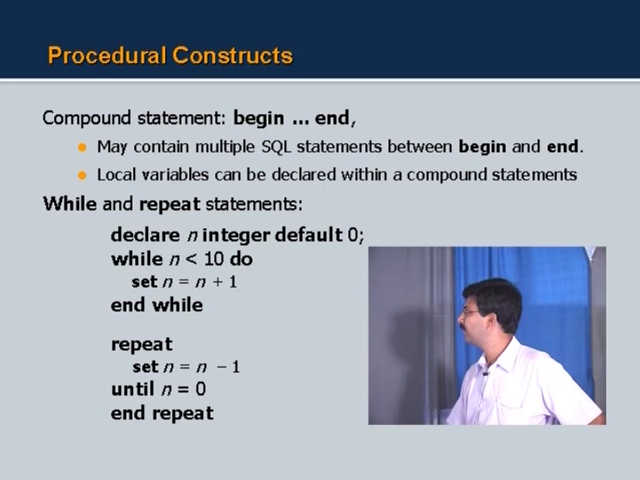 Procedural Constructs
Compound statement: begin ... end,
May contain multiple SQL statements between begin and end.
Local variables can be declared within a compound statements
While and repeat statements:
declare n integer default 0;
while n < 10 do
set n = n + 1
end while
repeat
set n = n − 1
until n = 0
end repeat